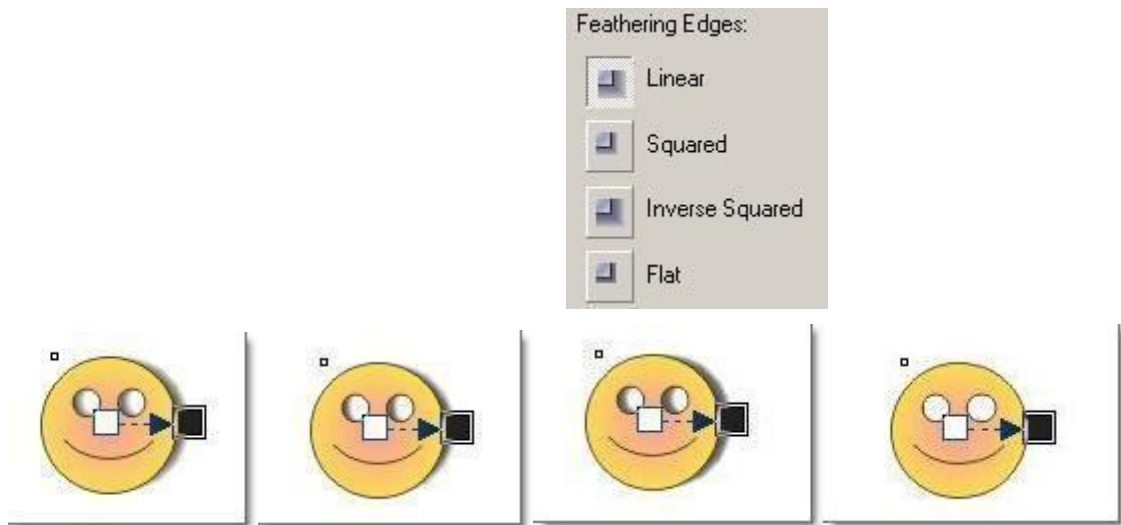 Feathering Edges:
Linear
Squared
Inverse Squared
Flat